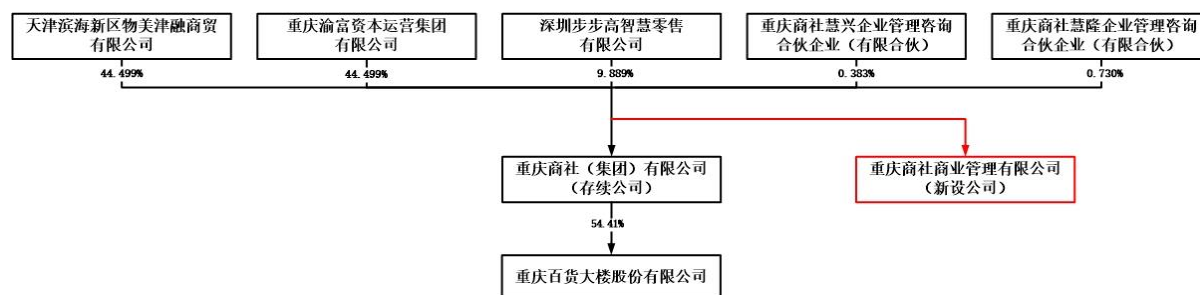 天津滨海新区物美津融商贸
有限公司
重庆渝富资本运营集团
有限公司
深圳步步高智慧零售
有限公司
重庆商社慧兴企业管理咨询
合伙企业（有限合伙）
重庆商社慧隆企业管理咨询
合伙企业（有限合伙）
44.499%
44.499%
9.889%
0.383%
0.730%
重庆商社（集团）有限公司
（存续公司）
重庆商社商业管理有限公司
（新设公司）
54.41%
重庆百货大楼股份有限公司